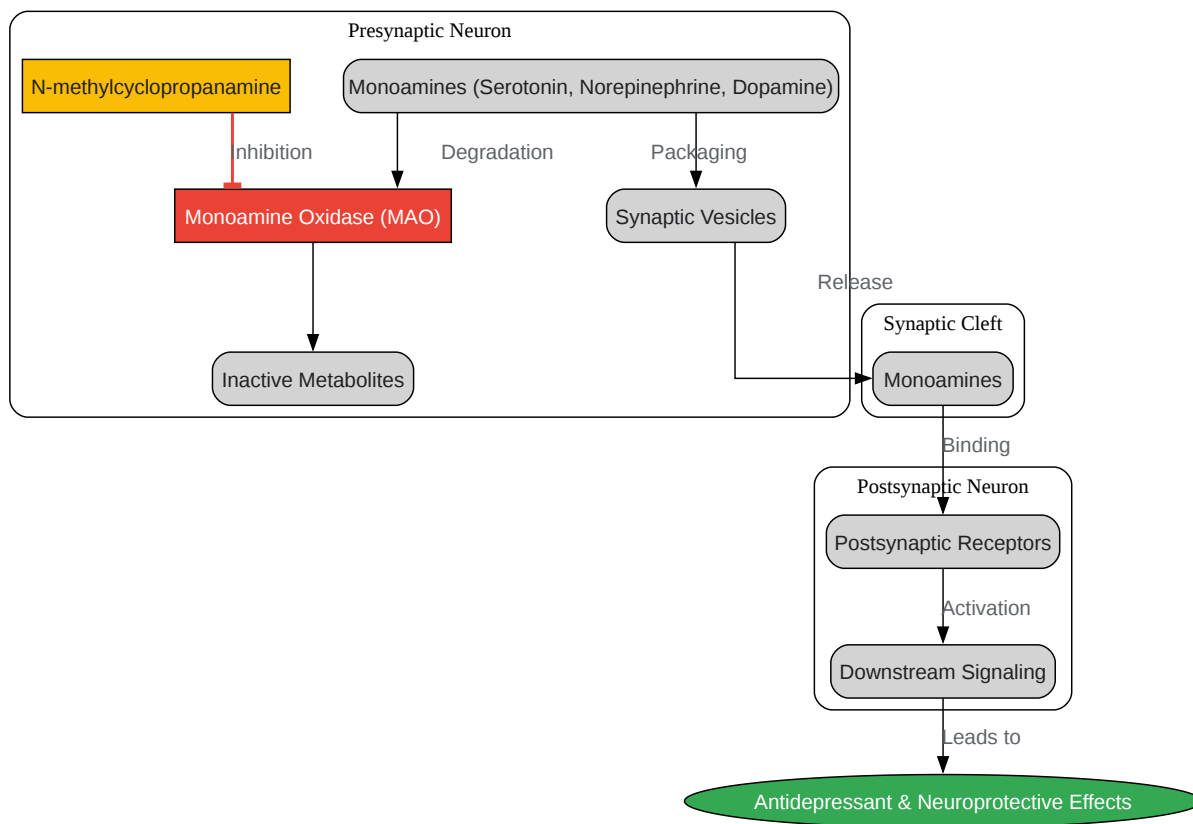 Presynaptic Neuron
N-methylcyclopropanamine
Monoamines (Serotonin, Norepinephrine, Dopamine)
Inhibition
Degradation
Packaging
Monoamine Oxidase (MAO)
Synaptic Vesicles
Release
Synaptic Cleft
Inactive Metabolites
Monoamines
Binding
Postsynaptic Neuron
Postsynaptic Receptors
Activation
Downstream Signaling
Leads to
Antidepressant & Neuroprotective Effects